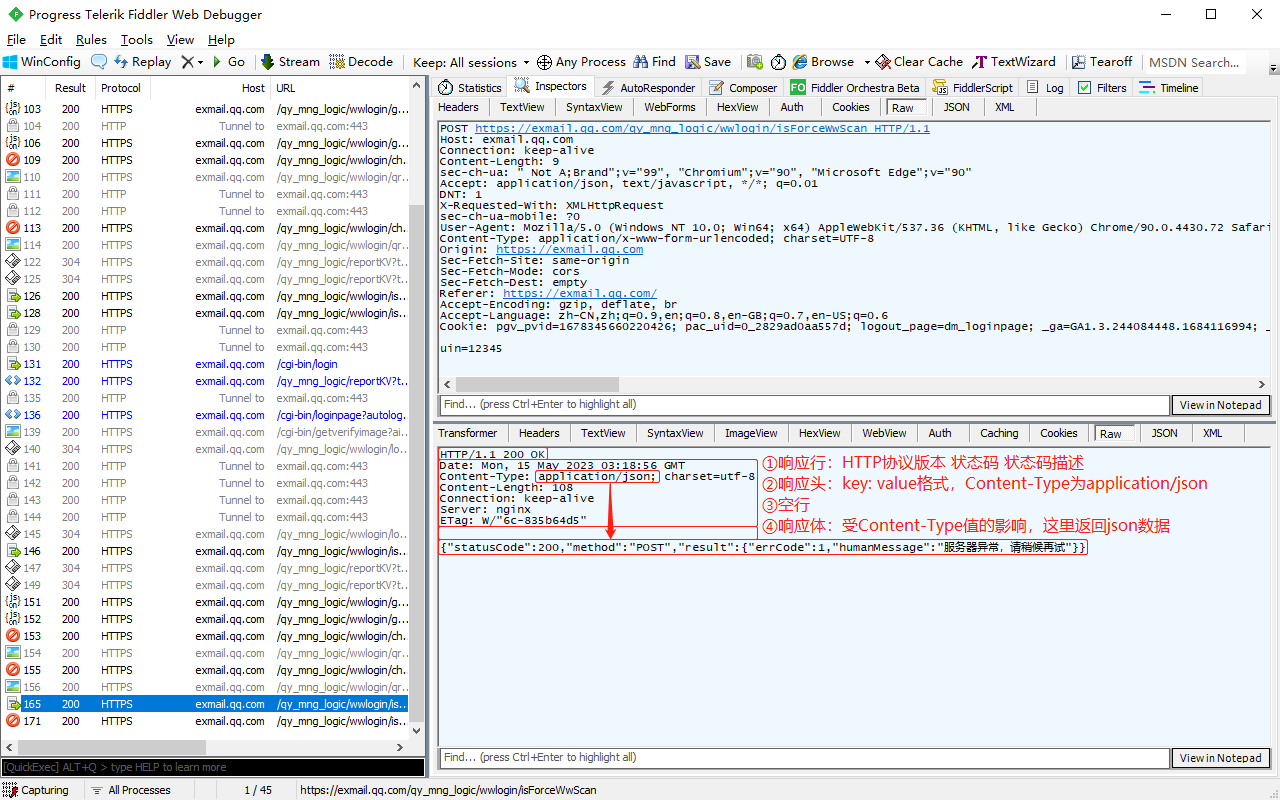 Progress Telerik Fiddler Web Debugger
File Edit Rules Tools View Help
WinConfig Replay Go Stream Decode Keep: All sessions Any Process Find Save Browse Clear Cache TextWizard Tearoff MSDN Search...
# Result Protocol Host URL
103 200 HTTPS exmail.qq.com /qy_mng_logic/wwlogin/g...
104 200 HTTP Tunnel to exmail.qq.com:443
106 200 HTTPS exmail.qq.com /qy_mng_logic/wwlogin/g...
109 200 HTTPS exmail.qq.com /qy_mng_logic/wwlogin/ch...
110 200 HTTPS exmail.qq.com /qy_mng_logic/wwlogin/qr...
111 200 HTTP Tunnel to exmail.qq.com:443
112 200 HTTP Tunnel to exmail.qq.com:443
113 200 HTTPS exmail.qq.com /qy_mng_logic/wwlogin/ch...
114 200 HTTPS exmail.qq.com /qy_mng_logic/wwlogin/qr...
122 304 HTTPS exmail.qq.com /qy_mng_logic/reportKV?t...
125 304 HTTPS exmail.qq.com /qy_mng_logic/reportKV?t...
126 200 HTTPS exmail.qq.com /qy_mng_logic/wwlogin/is...
128 200 HTTPS exmail.qq.com /qy_mng_logic/wwlogin/is...
129 200 HTTP Tunnel to exmail.qq.com:443
130 200 HTTP Tunnel to exmail.qq.com:443
131 200 HTTPS exmail.qq.com /cgi-bin/login
132 200 HTTPS exmail.qq.com /qy_mng_logic/reportKV?t...
135 200 HTTP Tunnel to exmail.qq.com:443
136 200 HTTPS exmail.qq.com /cgi-bin/loginpage?autolog...
139 200 HTTPS exmail.qq.com /cgi-bin/getverifyimage?ai...
140 304 HTTPS exmail.qq.com /qy_mng_logic/wwlogin/lo...
141 200 HTTP Tunnel to exmail.qq.com:443
142 200 HTTP Tunnel to exmail.qq.com:443
143 200 HTTP Tunnel to exmail.qq.com:443
144 200 HTTP Tunnel to exmail.qq.com:443
145 304 HTTPS exmail.qq.com /qy_mng_logic/wwlogin/lo...
146 200 HTTPS exmail.qq.com /qy_mng_logic/wwlogin/is...
147 304 HTTPS exmail.qq.com /qy_mng_logic/reportKV?t...
149 304 HTTPS exmail.qq.com /qy_mng_logic/reportKV?t...
151 200 HTTPS exmail.qq.com /qy_mng_logic/wwlogin/g...
152 200 HTTPS exmail.qq.com /qy_mng_logic/wwlogin/g...
153 200 HTTPS exmail.qq.com /qy_mng_logic/wwlogin/ch...
154 200 HTTPS exmail.qq.com /qy_mng_logic/wwlogin/qr...
155 200 HTTPS exmail.qq.com /qy_mng_logic/wwlogin/ch...
156 200 HTTPS exmail.qq.com /qy_mng_logic/wwlogin/qr...
165 200 HTTPS exmail.qq.com /qy_mng_logic/wwlogin/is...
171 200 HTTPS exmail.qq.com /qy_mng_logic/wwlogin/is...
[QuickExec] ALT+Q > type HELP to learn more
Statistics Inspectors AutoResponder Composer FO Fiddler Orchestra Beta FiddlerScript Log Filters Timeline
Headers TextView SyntaxView WebForms HexView Auth Cookies Raw JSON XML
POST https://exmail.qq.com/qy_mng_logic/wwlogin/isForceWwScan HTTP/1.1
Host: exmail.qq.com
Connection: keep-alive
Content-Length: 9
sec-ch-ua: " Not A;Brand";v="99", "Chromium";v="90", "Microsoft Edge";v="90"
Accept: application/json, text/javascript, */*; q=0.01
DNT: 1
X-Requested-With: XMLHttpRequest
sec-ch-ua-mobile: ?0
User-Agent: Mozilla/5.0 (Windows NT 10.0; Win64; x64) AppleWebKit/537.36 (KHTML, like Gecko) Chrome/90.0.4430.72 Safari
Content-Type: application/x-www-form-urlencoded; charset=UTF-8
Origin: https://exmail.qq.com
Sec-Fetch-Site: same-origin
Sec-Fetch-Mode: cors
Sec-Fetch-Dest: empty
Referer: https://exmail.qq.com/
Accept-Encoding: gzip, deflate, br
Accept-Language: zh-CN,zh;q=0.9,en;q=0.8,en-GB;q=0.7,en-US;q=0.6
Cookie: pgv_pvid=1678345660220426; pac_uid=0_2829ad0aa557d; logout_page=dm_loginpage; _ga=GA1.3.244084448.1684116994; _
uin=12345
Find... (press Ctrl+Enter to highlight all) View in Notepad
Transformer Headers TextView SyntaxView ImageView HexView WebView Auth Caching Cookies Raw JSON XML
HTTP/1.1 200 OK
Date: Mon, 15 May 2023 03:18:56 GMT
Content-Type: application/json; charset=utf-8
Content-Length: 108
Connection: keep-alive
Server: nginx
ETag: W/"6c-835b64d5"
①响应行：HTTP协议版本 状态码 状态码描述
②响应头：key: value格式，Content-Type为application/json
③空行
④响应体：受Content-Type值的影响，这里返回json数据
{"statusCode":200,"method":"POST","result":{"errCode":1,"humanMessage":"服务器异常，请稍候再试"}}
Find... (press Ctrl+Enter to highlight all) View in Notepad
Capturing All Processes 1 / 45 https://exmail.qq.com/qy_mng_logic/wwlogin/isForceWwScan